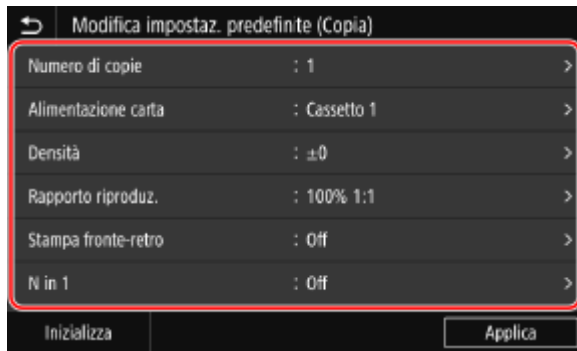 Modifica impostaz. predefinite (Copia)
Numero di copie : 1
Alimentazione carta : Cassetto 1
Densità : ±0
Rapporto riproduz. : 100% 1:1
Stampa fronte-retro : Off
N in 1 : Off
Inizializza Applica